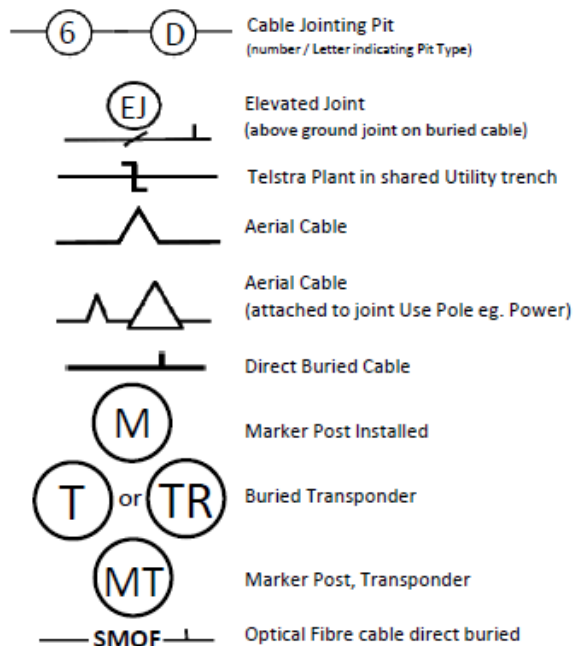 6 D Cable Jointing Pit
(number / Letter indicating Pit Type)
EJ Elevated Joint
(above ground joint on buried cable)
Telstra Plant in shared Utility trench
Aerial Cable
Aerial Cable
(attached to joint Use Pole eg. Power)
Direct Buried Cable
M Marker Post Installed
T or TR Buried Transponder
MT Marker Post, Transponder
SMOF Optical Fibre cable direct buried